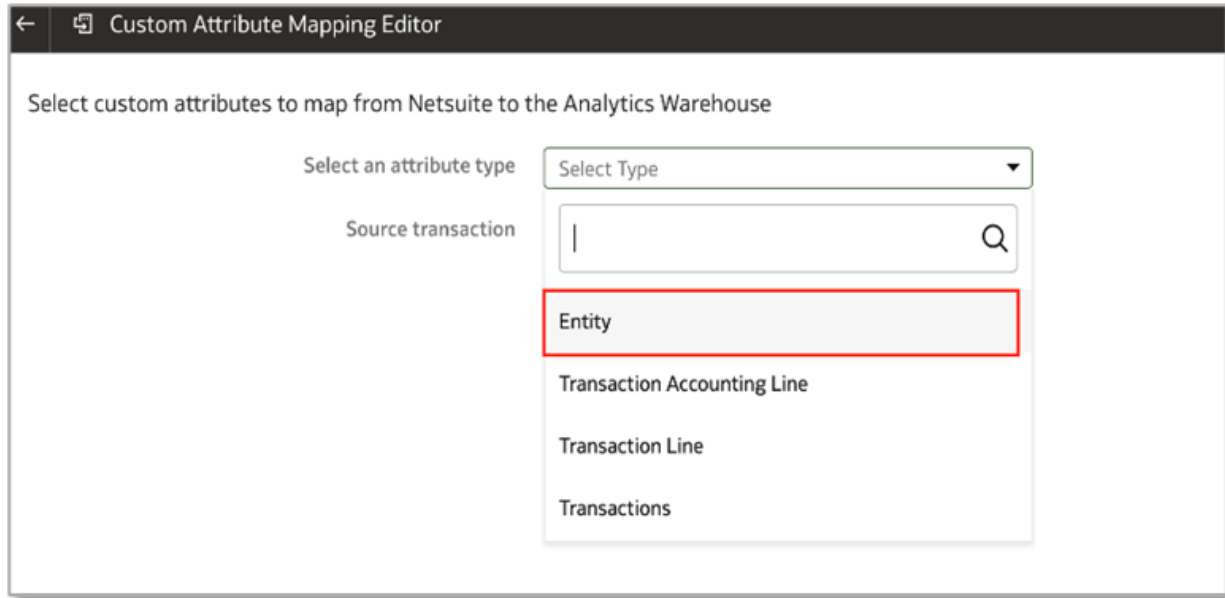 Custom Attribute Mapping Editor
Select custom attributes to map from Netsuite to the Analytics Warehouse
Select an attribute type
Select Type
Source transaction
Entity
Transaction Accounting Line
Transaction Line
Transactions